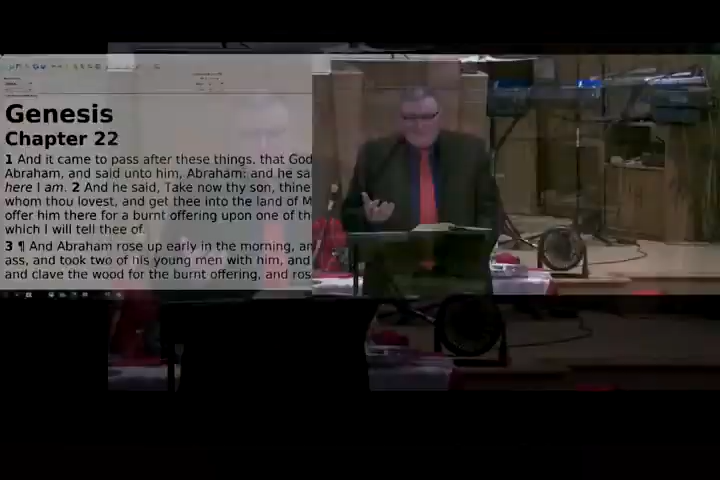 Genesis
Chapter 22
1 And it came to pass after these things, that God
Abraham, and said unto him, Abraham: and he sa
here I am. 2 And he said, Take now thy son, thine
whom thou lovest, and get thee into the land of M
offer him there for a burnt offering upon one of th
which I will tell thee of.
3 ¶ And Abraham rose up early in the morning, an
ass, and took two of his young men with him, and
and clave the wood for the burnt offering, and ros